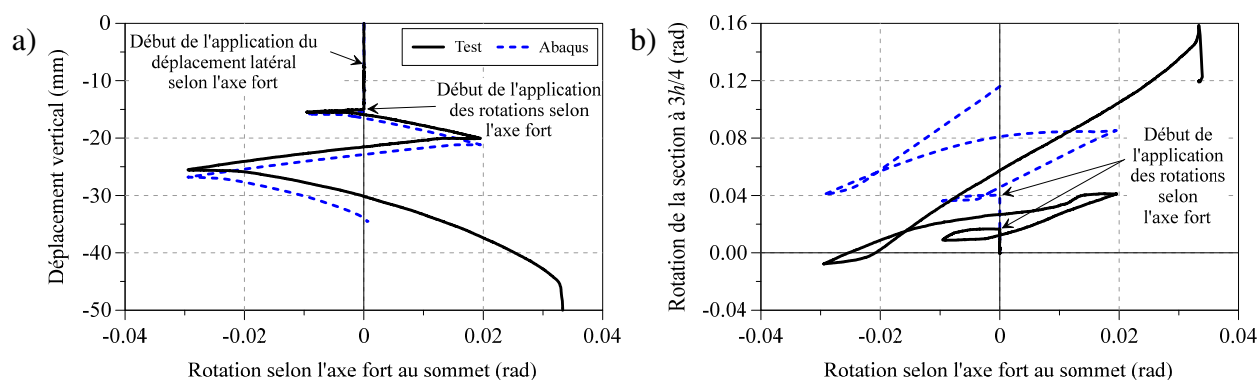 a)
Déplacement vertical (mm)
0
-10
-20
-30
-40
-50
Début de l'application du
déplacement latéral
selon l'axe fort
Test
Abaqus
Début de l'application
des rotations selon
l'axe fort
-0.04
-0.02
0
0.02
0.04
Rotation selon l'axe fort au sommet (rad)
b)
Rotation de la section à 3h/4 (rad)
0.16
0.12
0.08
0.04
0.00
-0.04
Début de
l'application
des rotations
selon
l'axe fort
-0.04
-0.02
0
0.02
0.04
Rotation selon l'axe fort au sommet (rad)